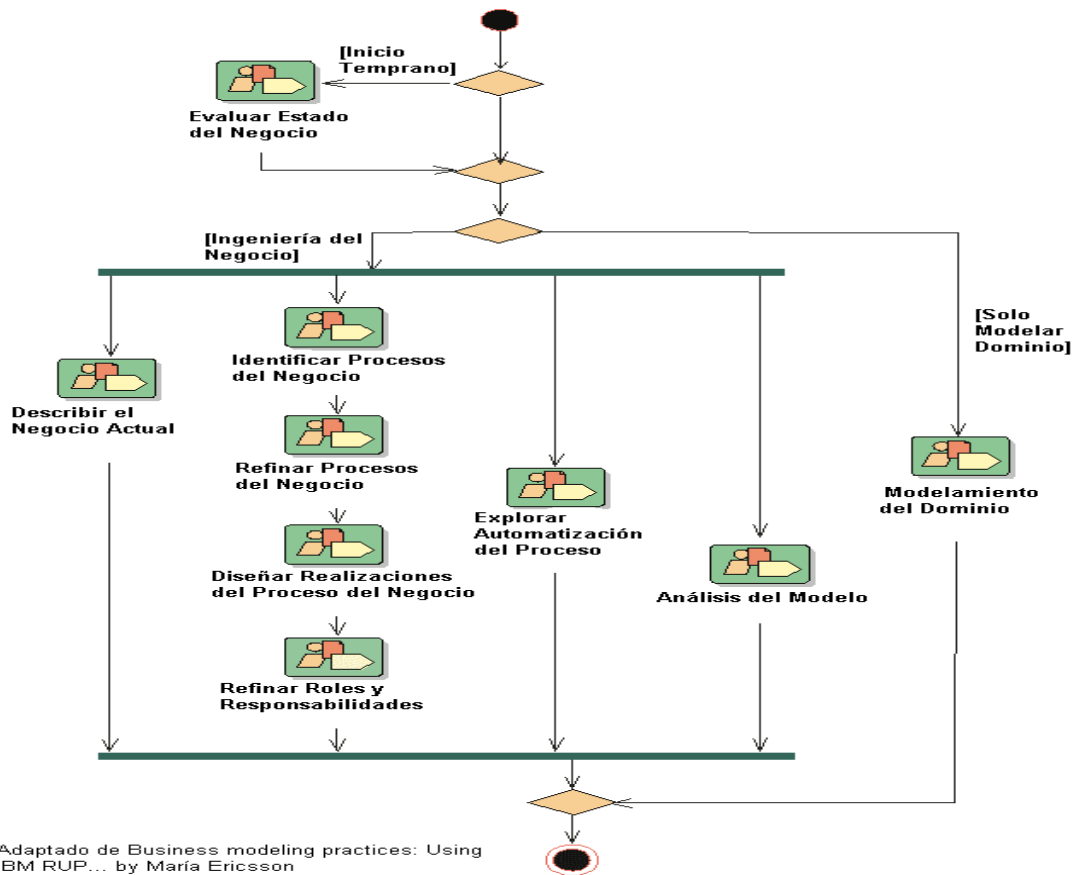 [Inicio
Temprano]
Evaluar Estado
del Negocio
[Ingeniería del
Negocio]
[Solo
Modelar
Dominio]
Identificar Procesos
del Negocio
Describir el
Negocio Actual
Refinar Procesos
del Negocio
Explorar
Automatización
del Proceso
Modelamiento
del Dominio
Diseñar Realizaciones
del Proceso del Negocio
Análisis del Modelo
Refinar Roles y
Responsabilidades
Adaptado de Business modeling practices: Using
IBM RUP... by María Ericsson